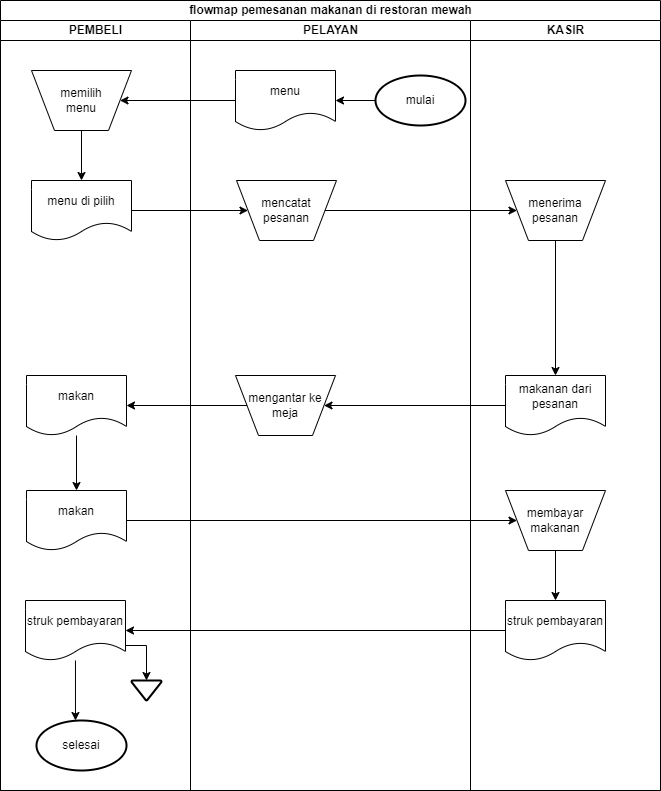 flowmap pemesanan makanan di restoran mewah
PEMBELI
PELAYAN
KASIR
memilih
menu
menu
mulai
menu di pilih
mencatat
pesanan
menerima
pesanan
makan
mengantar ke
meja
makanan dari
pesanan
makan
membayar
makanan
struk pembayaran
struk pembayaran
selesai